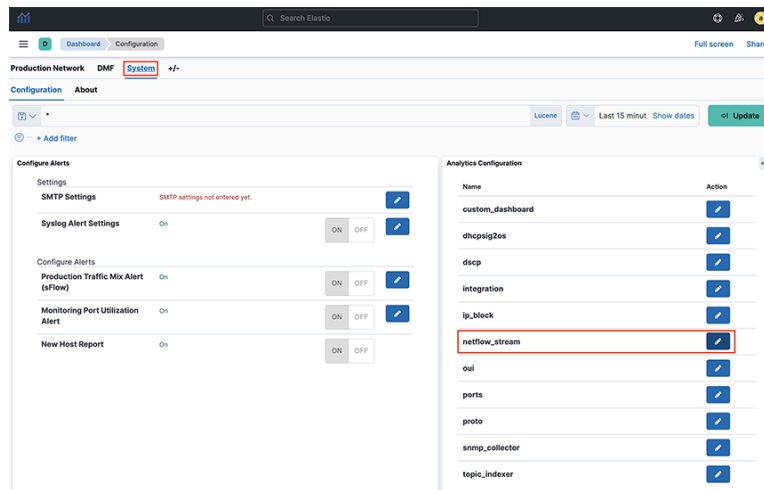 Search Elastic
a
D Dashboard Configuration Full screen Share
Production Network DMF System +/-
Configuration About
* Lucene Last 15 minut Show dates Update
+ Add filter
Configure Alerts
Settings
SMTP Settings SMTP settings not entered yet.
Syslog Alert Settings On ON OFF
Configure Alerts
Production Traffic Mix Alert (sFlow) On ON OFF
Monitoring Port Utilization Alert On ON OFF
New Host Report On ON OFF
Analytics Configuration
Name Action
custom_dashboard
dhcpsig2os
dscp
integration
ip_block
netflow_stream
oui
ports
proto
snmp_collector
topic_indexer